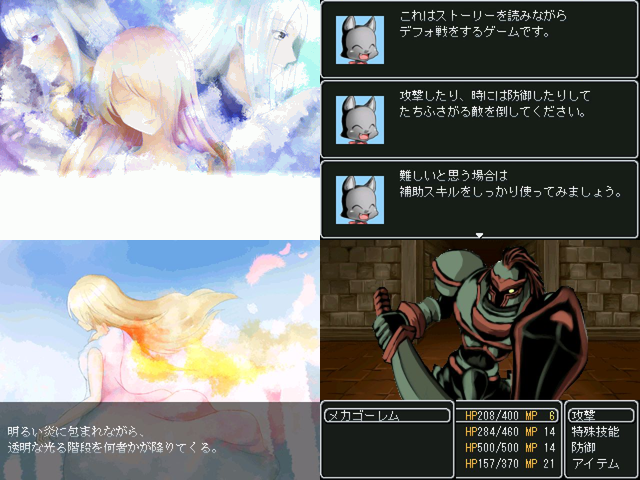 これはストーリーを読みながら
デフォ戦をするゲームです。
攻撃したり、時には防御したりして
たちふさがる敵を倒してください。
難しいと思う場合は
補助スキルをしっかり使ってみましょう。
明るい炎に包まれながら、
透明な光る階段を何者かが降りてくる。
メカゴーレム
HP208/400 MP 6
HP284/460 MP 14
HP500/500 MP 14
HP157/370 MP 21
攻撃
特殊技能
防御
アイテム